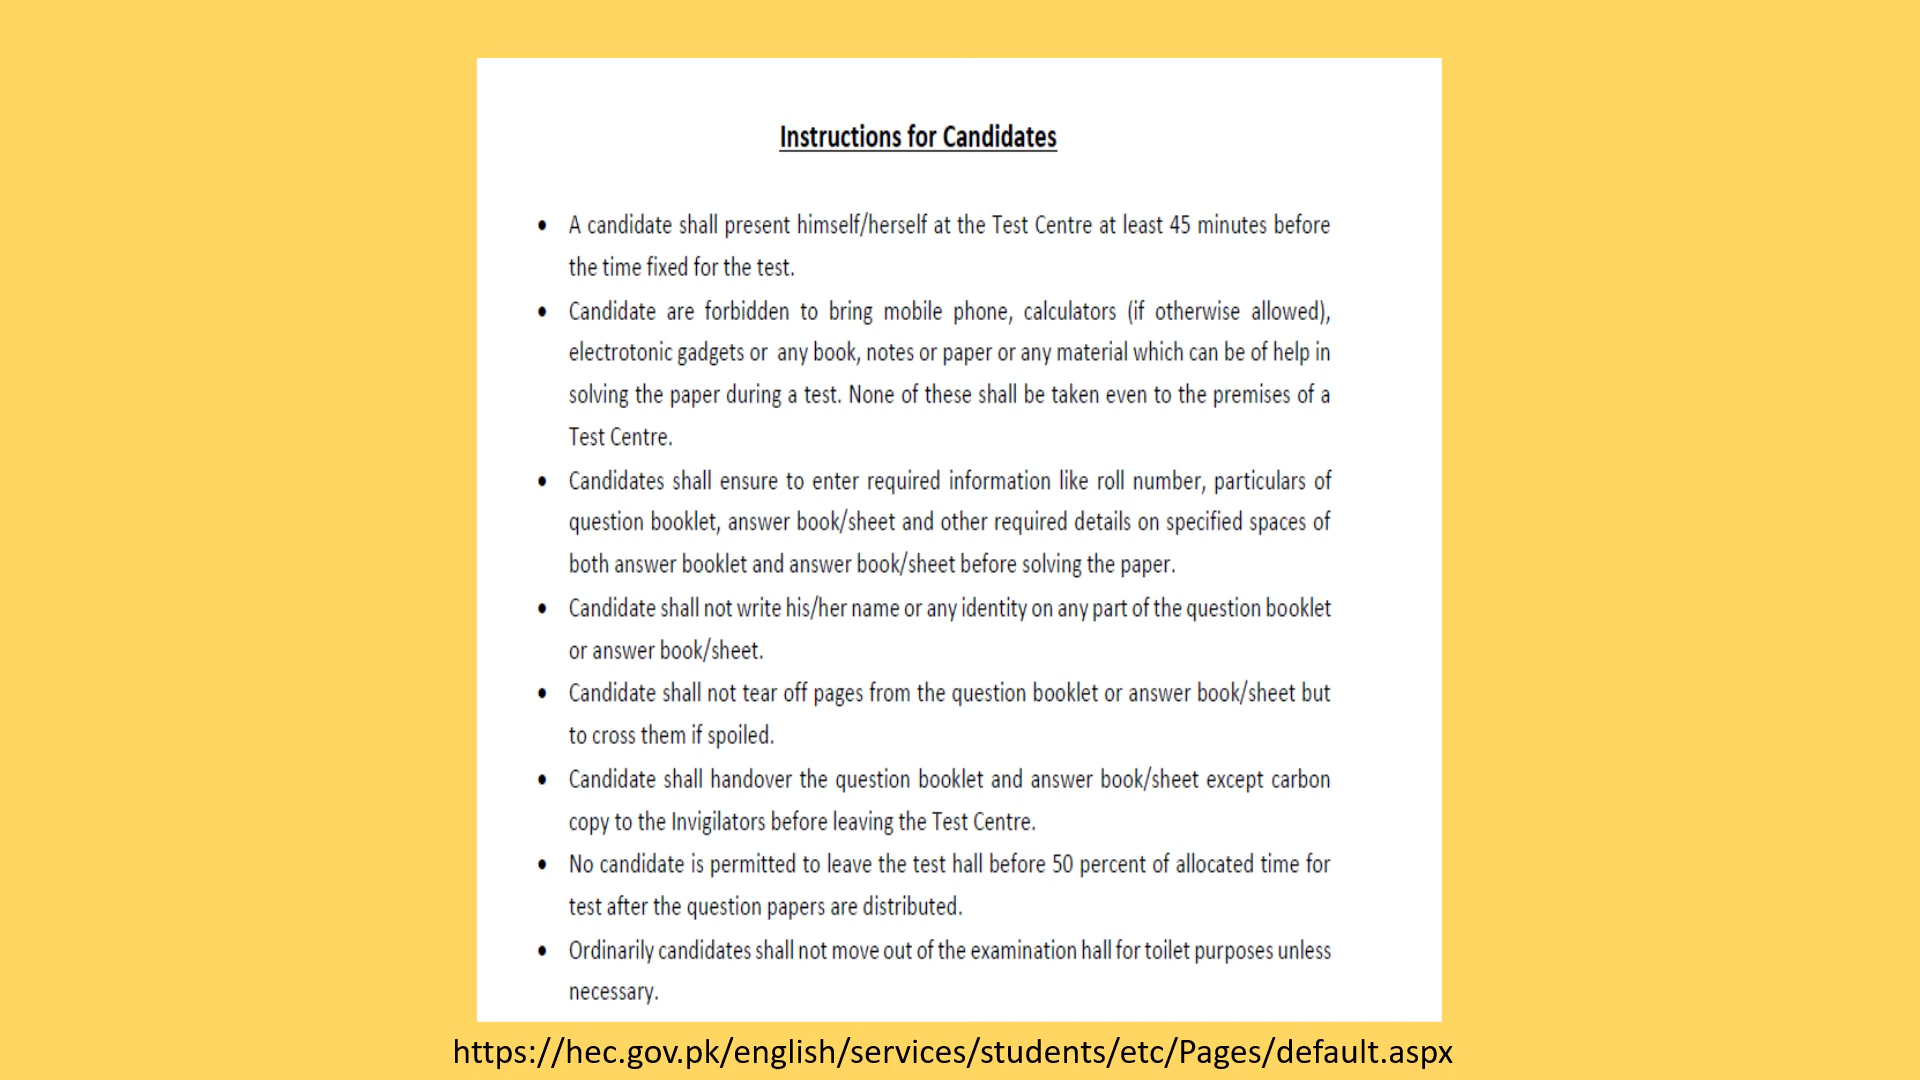 Instructions for Candidates
• A candidate shall present himself/herself at the Test Centre at least 45 minutes before
the time fixed for the test.
• Candidate are forbidden to bring mobile phone, calculators (if otherwise allowed),
electrotonic gadgets or any book, notes or paper or any material which can be of help in
solving the paper during a test. None of these shall be taken even to the premises of a
Test Centre.
• Candidates shall ensure to enter required information like roll number, particulars of
question booklet, answer book/sheet and other required details on specified spaces of
both answer booklet and answer book/sheet before solving the paper.
• Candidate shall not write his/her name or any identity on any part of the question booklet
or answer book/sheet.
• Candidate shall not tear off pages from the question booklet or answer book/sheet but
to cross them if spoiled.
• Candidate shall handover the question booklet and answer book/sheet except carbon
copy to the Invigilators before leaving the Test Centre.
• No candidate is permitted to leave the test hall before 50 percent of allocated time for
test after the question papers are distributed.
• Ordinarily candidates shall not move out of the examination hall for toilet purposes unless
necessary.
https://hec.gov.pk/english/services/students/etc/Pages/default.aspx